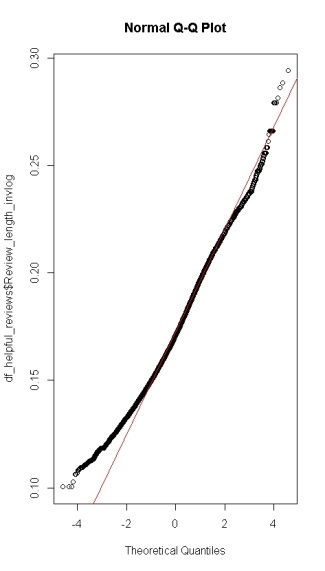 Normal Q-Q Plot
df_helpful_reviews$Review_length_invlog
0.30
0.25
0.20
0.15
0.10
-4 -2 0 2 4
Theoretical Quantiles